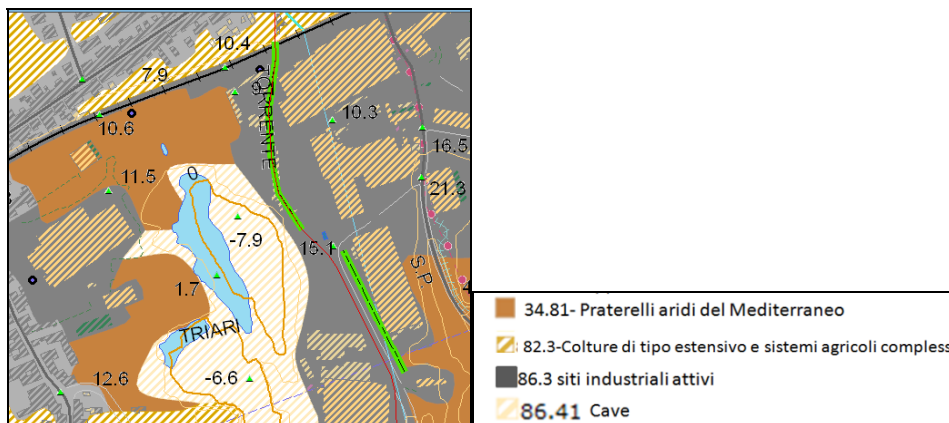 10.4
7.9
TORRENTE
10.6
10.3
16.5
11.5
0
21.3
-7.9
15.1
S.P.
1.7
TRIARI
12.6
-6.6
34.81- Praterelli aridi del Mediterraneo
82.3-Colture di tipo estensivo e sistemi agricoli compless
86.3 siti industriali attivi
86.41 Cave